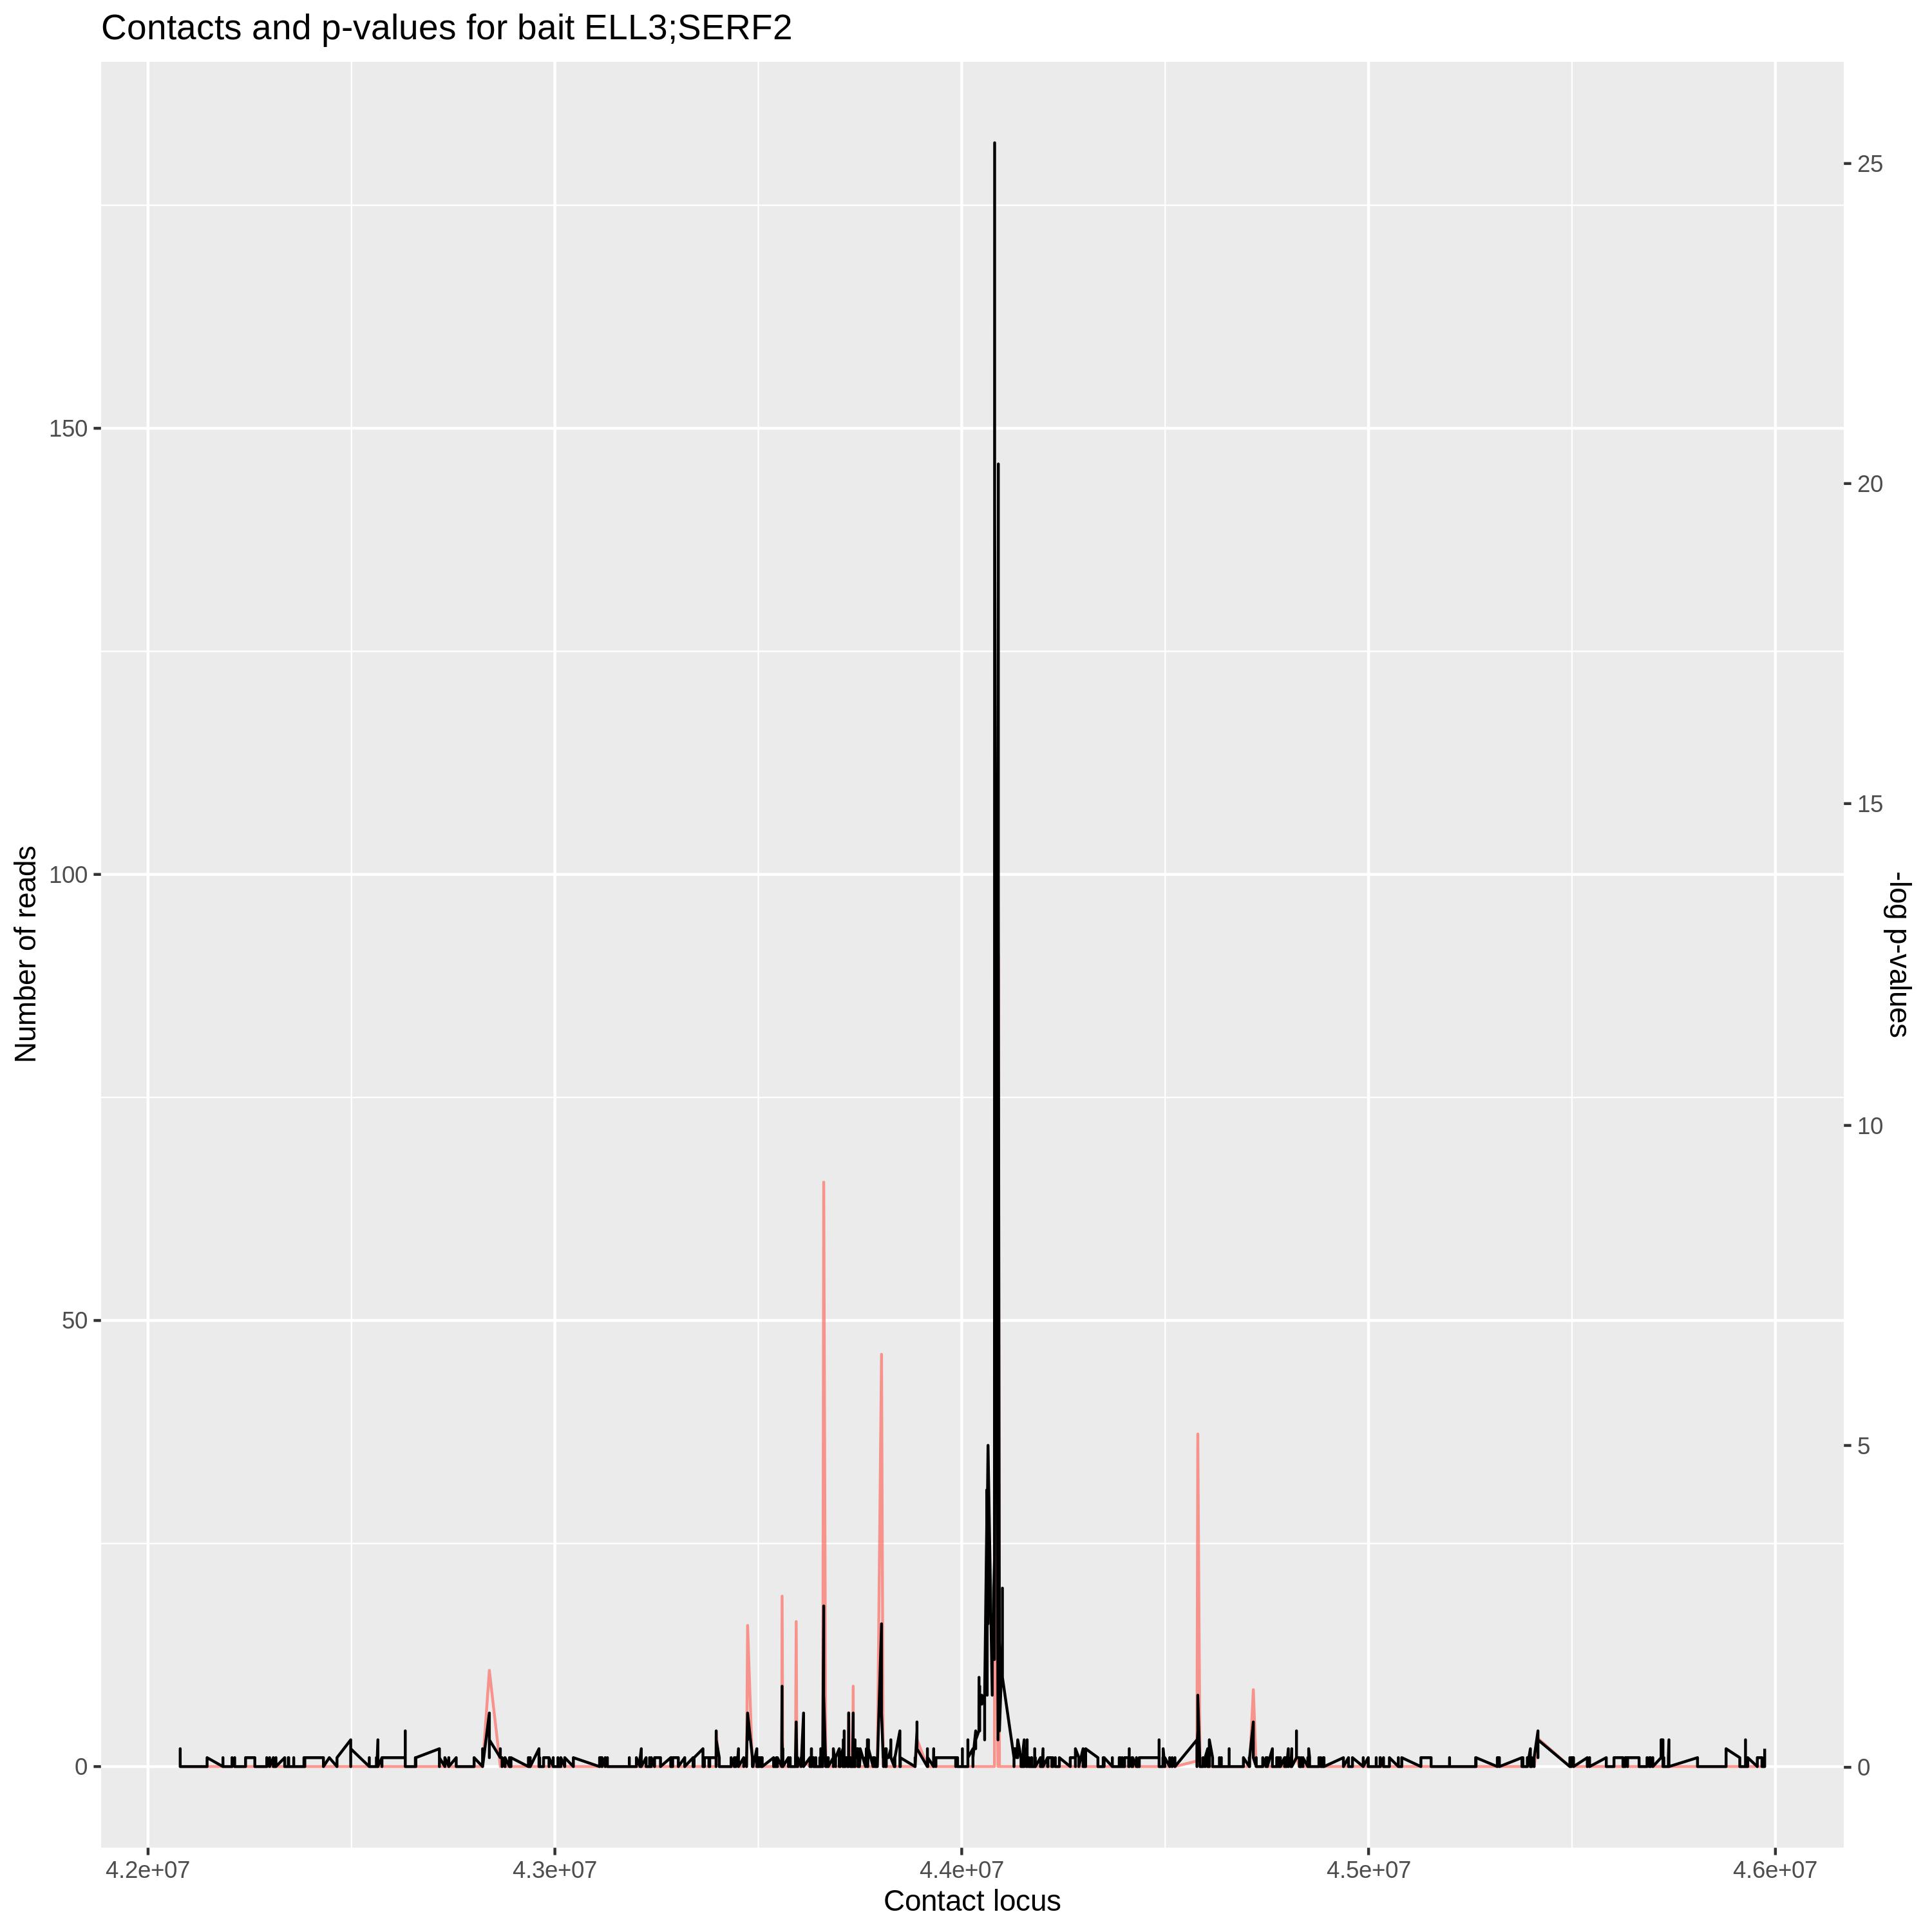 Contacts and p-values for bait ELL3;SERF2
Number of reads
150
100
50
0
25
20
15
10
5
0
-log p-values
4.2e+07 4.3e+07 4.4e+07 4.5e+07 4.6e+07
Contact locus